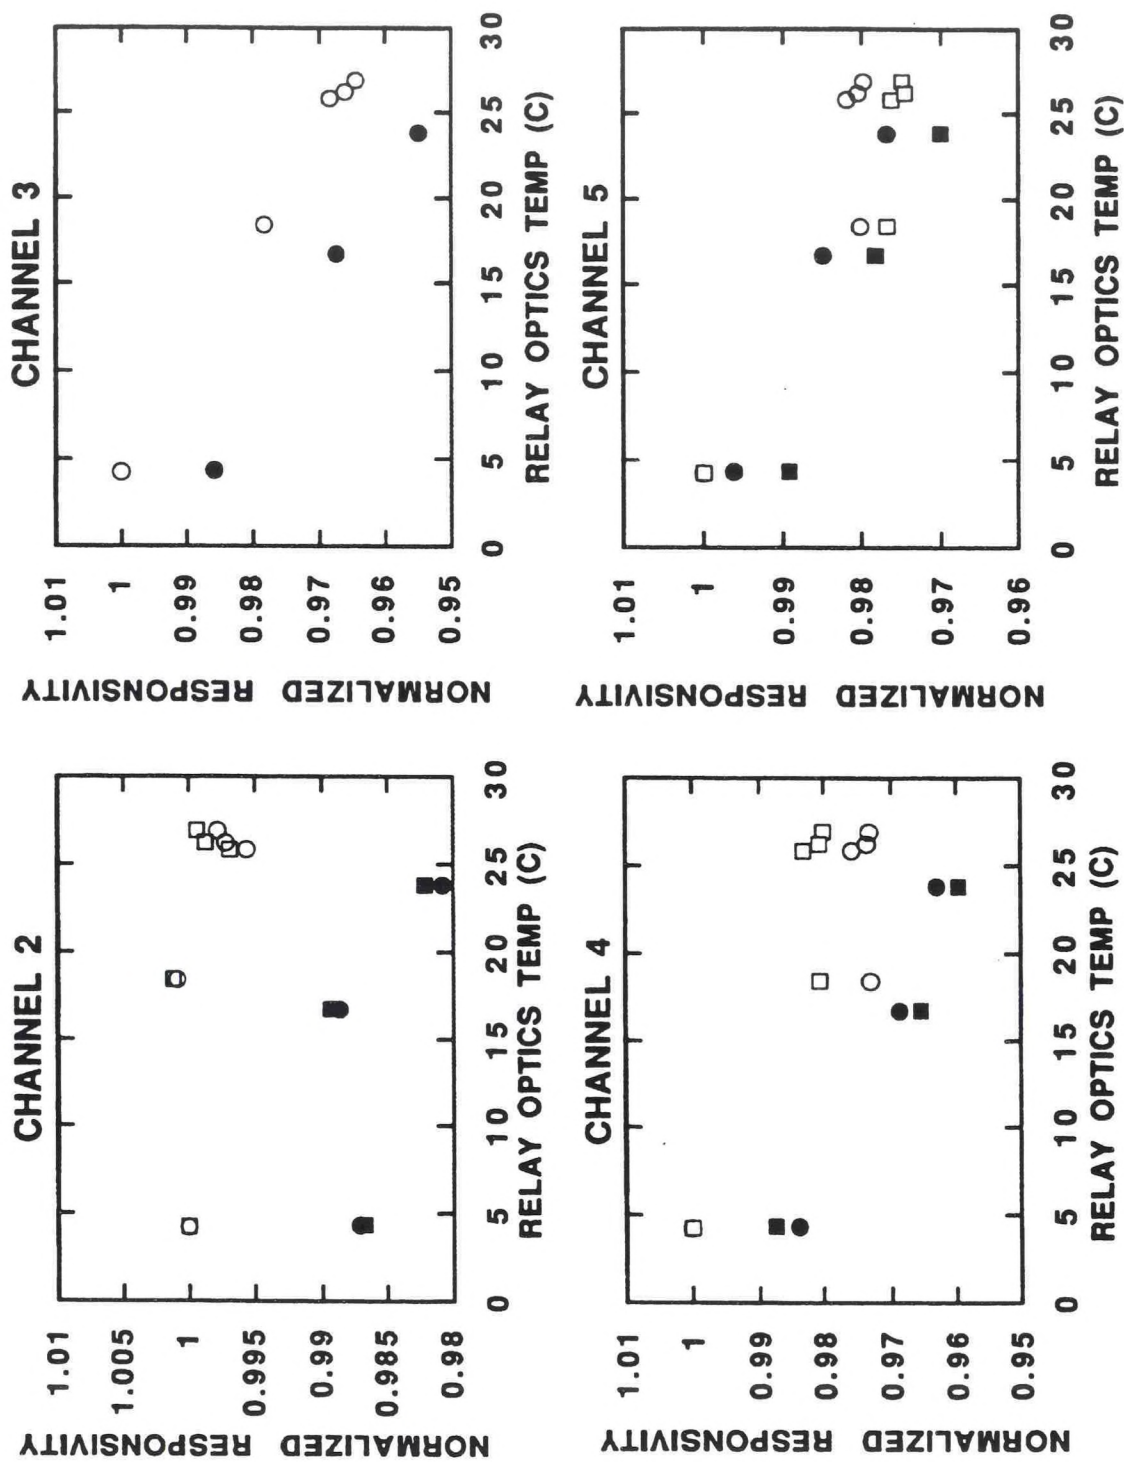 CHANNEL 2
NORMALIZED RESPONSIVITY
1.01
1.005
1
0.995
0.99
0.985
0.98
0 5 10 15 20 25 30
RELAY OPTICS TEMP (C)
CHANNEL 3
NORMALIZED RESPONSIVITY
1.01
1
0.99
0.98
0.97
0.96
0.95
0 5 10 15 20 25 30
RELAY OPTICS TEMP (C)
CHANNEL 4
NORMALIZED RESPONSIVITY
1.01
1
0.99
0.98
0.97
0.96
0.95
0 5 10 15 20 25 30
RELAY OPTICS TEMP (C)
CHANNEL 5
NORMALIZED RESPONSIVITY
1.01
1
0.99
0.98
0.97
0.96
0 5 10 15 20 25 30
RELAY OPTICS TEMP (C)